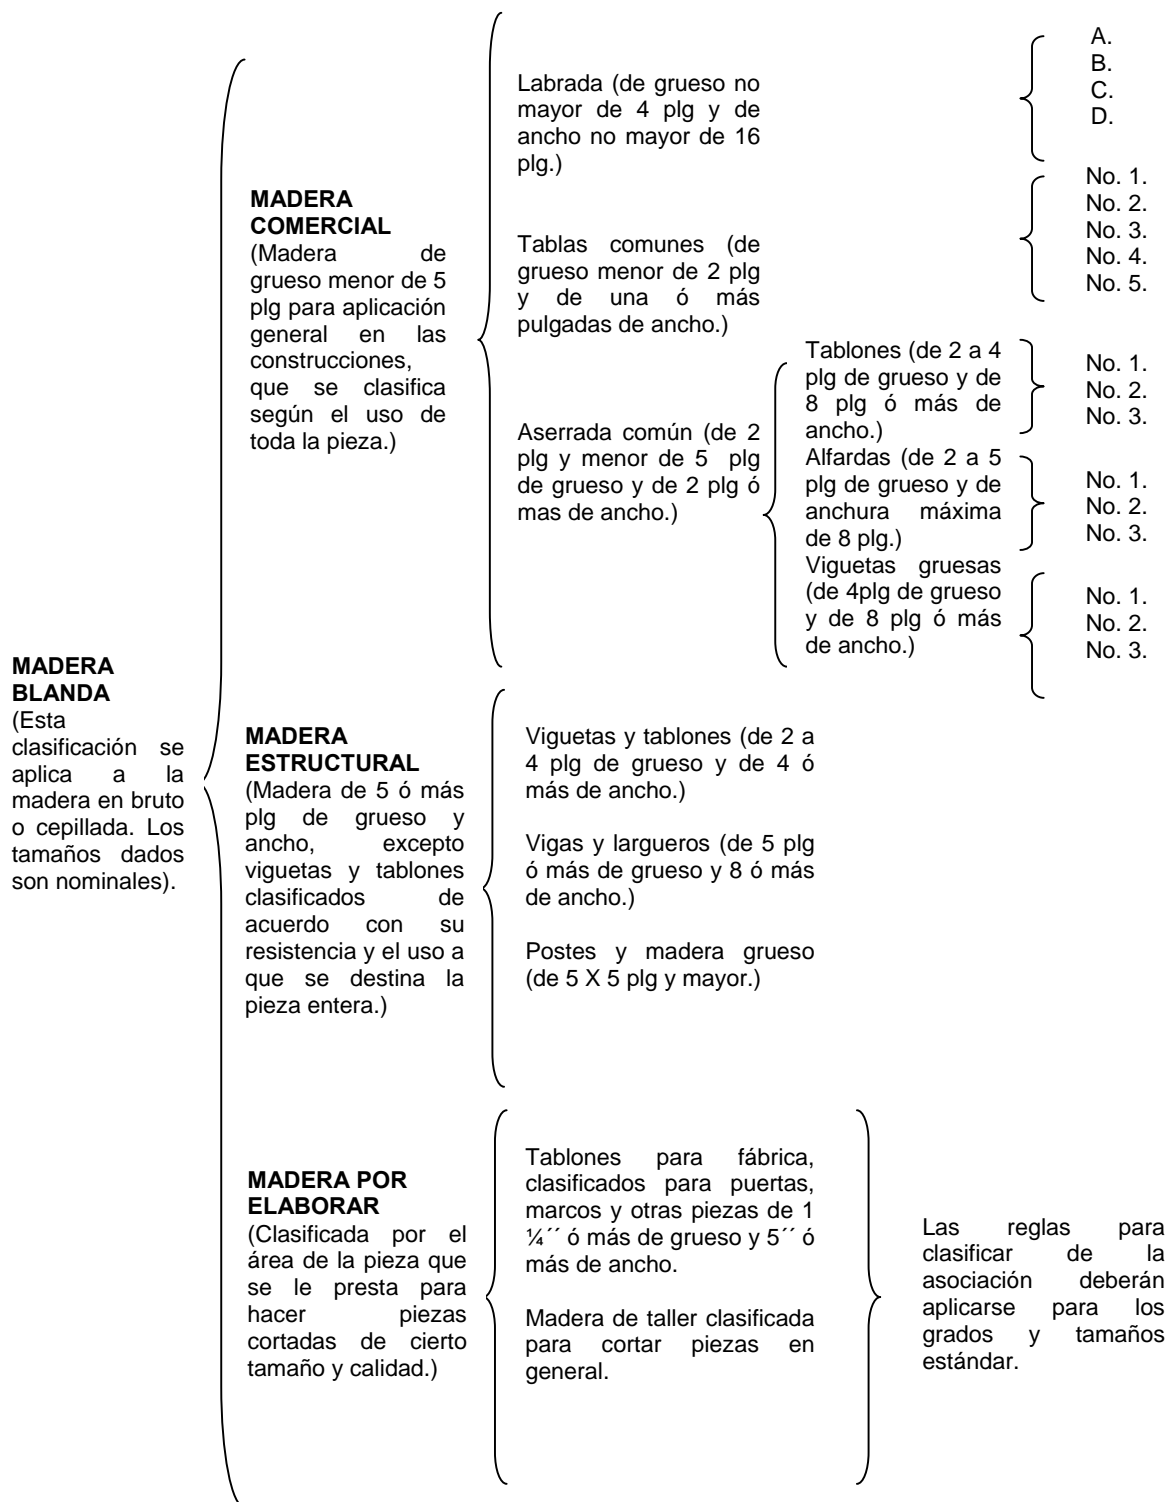 MADERA
BLANDA
(Esta
clasificación se
aplica a la
madera en bruto
o cepillada. Los
tamaños dados
son nominales).
MADERA
COMERCIAL
(Madera de
grueso menor de 5
plg para aplicación
general en las
construcciones,
que se clasifica
según el uso de
toda la pieza.)
Labrada (de grueso no
mayor de 4 plg y de
ancho no mayor de 16
plg.)
A.
B.
C.
D.
Tablas comunes (de
grueso menor de 2 plg
y de una ó más
pulgadas de ancho.)
No. 1.
No. 2.
No. 3.
No. 4.
No. 5.
Aserrada común (de 2
plg y menor de 5 plg
de grueso y de 2 plg ó
mas de ancho.)
Tablones (de 2 a 4
plg de grueso y de
8 plg ó más de
ancho.)
No. 1.
No. 2.
No. 3.
Alfardas (de 2 a 5
plg de grueso y de
anchura máxima
de 8 plg.)
No. 1.
No. 2.
No. 3.
Viguetas gruesas
(de 4plg de grueso
y de 8 plg ó más
de ancho.)
No. 1.
No. 2.
No. 3.
MADERA
ESTRUCTURAL
(Madera de 5 ó más
plg de grueso y
ancho, excepto
viguetas y tablones
clasificados de
acuerdo con su
resistencia y el uso a
que se destina la
pieza entera.)
Viguetas y tablones (de 2 a
4 plg de grueso y de 4 ó
más de ancho.)
Vigas y largueros (de 5 plg
ó más de grueso y 8 ó más
de ancho.)
Postes y madera grueso
(de 5 X 5 plg y mayor.)
MADERA POR
ELABORAR
(Clasificada por el
área de la pieza que
se le presta para
hacer piezas
cortadas de cierto
tamaño y calidad.)
Tablones para fábrica,
clasificados para puertas,
marcos y otras piezas de 1
¼´´ ó más de grueso y 5´´ ó
más de ancho.
Madera de taller clasificada
para cortar piezas en
general.
Las reglas para
clasificar de la
asociación deberán
aplicarse para los
grados y tamaños
estándar.